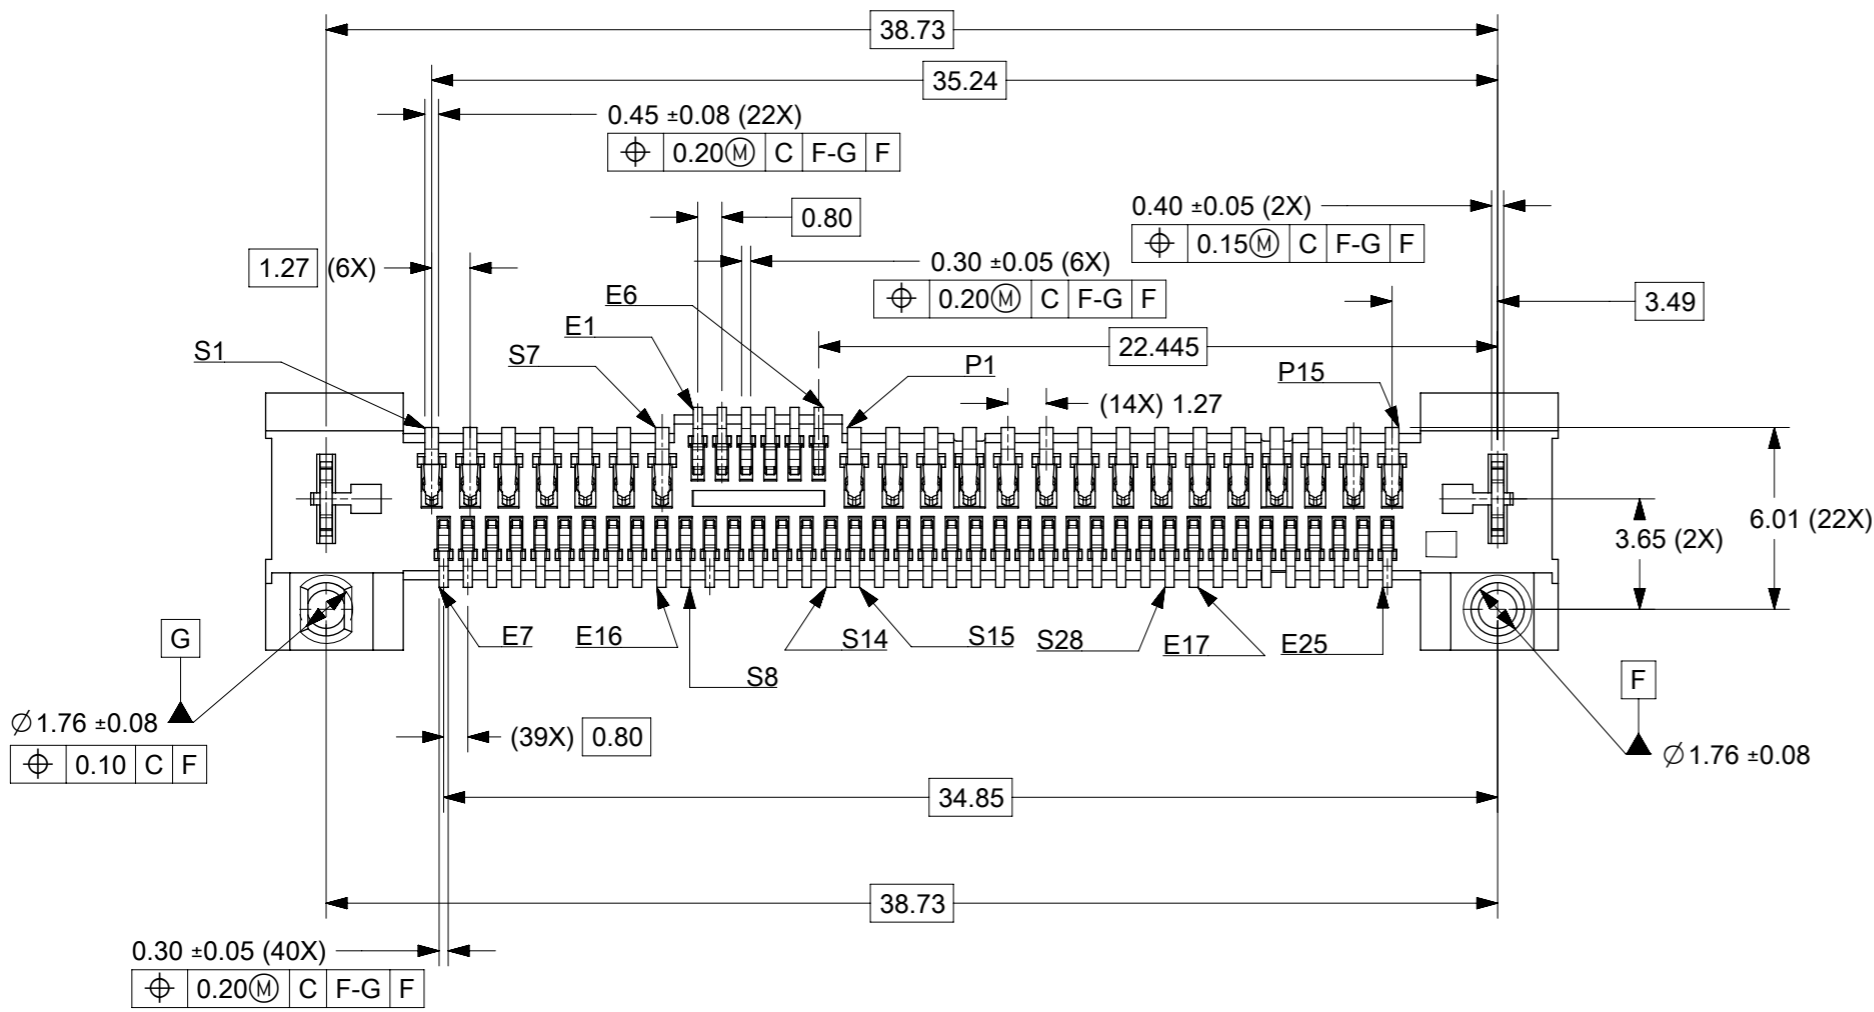 38.73
35.24
0.45 ±0.08 (22X)
⌖ 0.20Ⓜ C F-G F
0.80
0.40 ±0.05 (2X)
⌖ 0.15Ⓜ C F-G F
1.27 (6X)
0.30 ±0.05 (6X)
⌖ 0.20Ⓜ C F-G F
E6
3.49
E1
S1
S7
22.445
P1
P15
(14X) 1.27
6.01 (22X)
3.65 (2X)
G
E7
E16
S14
S15
S28
E17
E25
S8
F
∅1.76 ±0.08
⌖ 0.10 C F
(39X) 0.80
∅1.76 ±0.08
34.85
38.73
0.30 ±0.05 (40X)
⌖ 0.20Ⓜ C F-G F